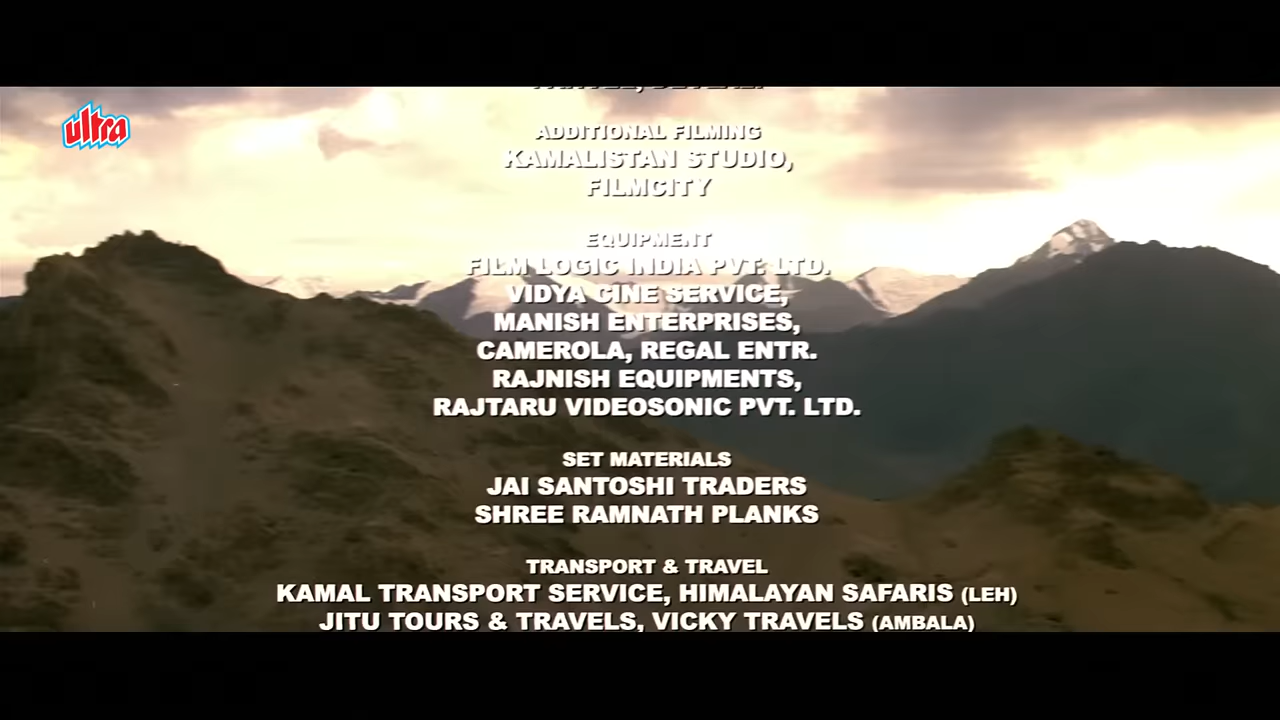 ultra
ADDITIONAL FILMING
KAMALISTAN STUDIO,
FILMCITY
EQUIPMENT
FILM LOGIC INDIA PVT. LTD.
VIDYA CINE SERVICE,
MANISH ENTERPRISES,
CAMEROLA, REGAL ENTR.
RAJNISH EQUIPMENTS,
RAJTARU VIDEOSONIC PVT. LTD.
SET MATERIALS
JAI SANTOSHI TRADERS
SHREE RAMNATH PLANKS
TRANSPORT & TRAVEL
KAMAL TRANSPORT SERVICE, HIMALAYAN SAFARIS (LEH)
JITU TOURS & TRAVELS, VICKY TRAVELS (AMBALA)